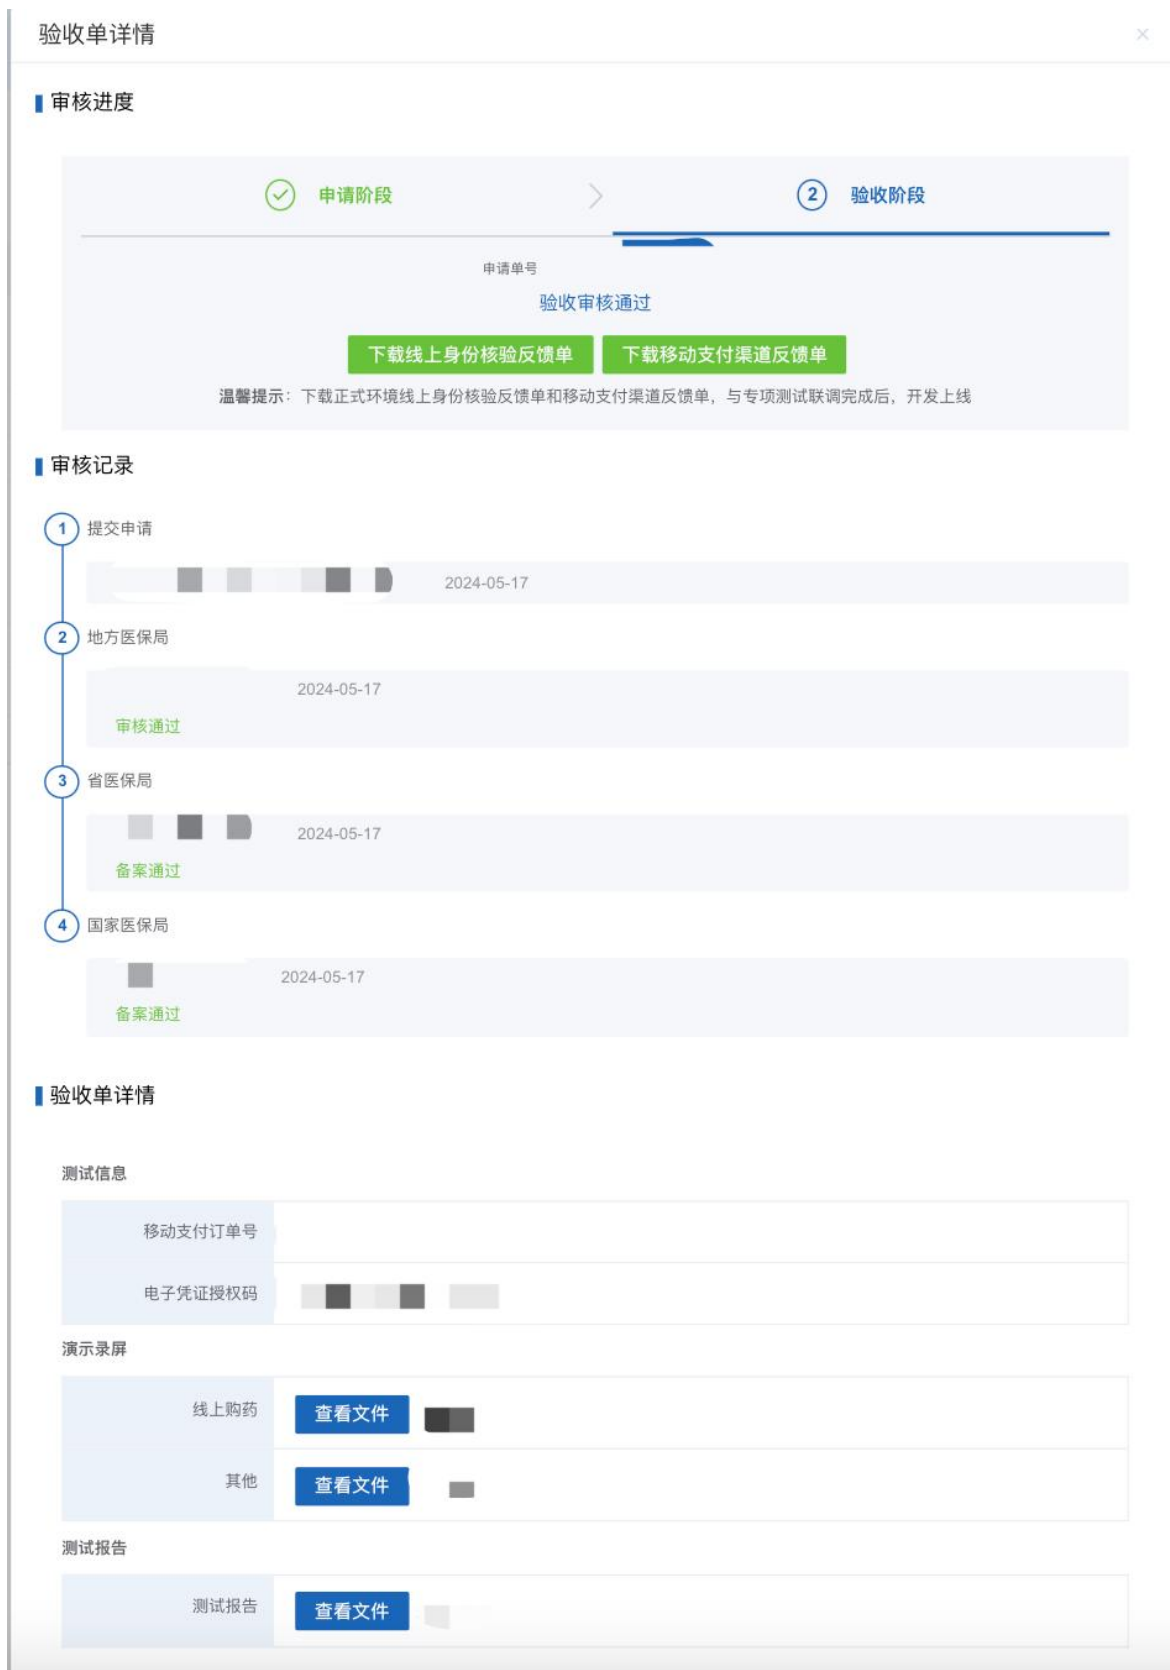 验收单详情
审核进度
申请阶段
2 验收阶段
申请单号
验收审核通过
下载线上身份核验反馈单 下载移动支付渠道反馈单
温馨提示：下载正式环境线上身份核验反馈单和移动支付渠道反馈单，与专项测试联调完成后，开发上线
审核记录
1 提交申请
2024-05-17
2 地方医保局
2024-05-17
审核通过
3 省医保局
2024-05-17
备案通过
4 国家医保局
2024-05-17
备案通过
验收单详情
测试信息
移动支付订单号
电子凭证授权码
演示录屏
线上购药 查看文件
其他 查看文件
测试报告
测试报告 查看文件